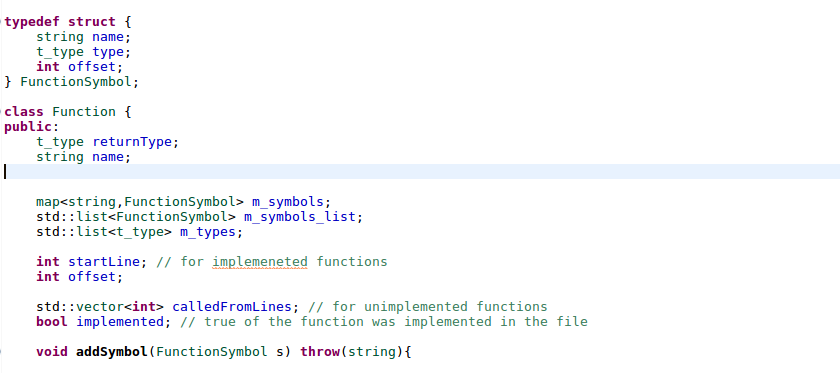 typedef struct {
    string name;
    t_type type;
    int offset;
} FunctionSymbol;
class Function {
public:
    t_type returnType;
    string name;
    map<string,FunctionSymbol> m_symbols;
    std::list<FunctionSymbol> m_symbols_list;
    std::list<t_type> m_types;
    int startLine; // for implemeneted functions
    int offset;
    std::vector<int> calledFromLines; // for unimplemented functions
    bool implemented; // true of the function was implemented in the file
    void addSymbol(FunctionSymbol s) throw(string){